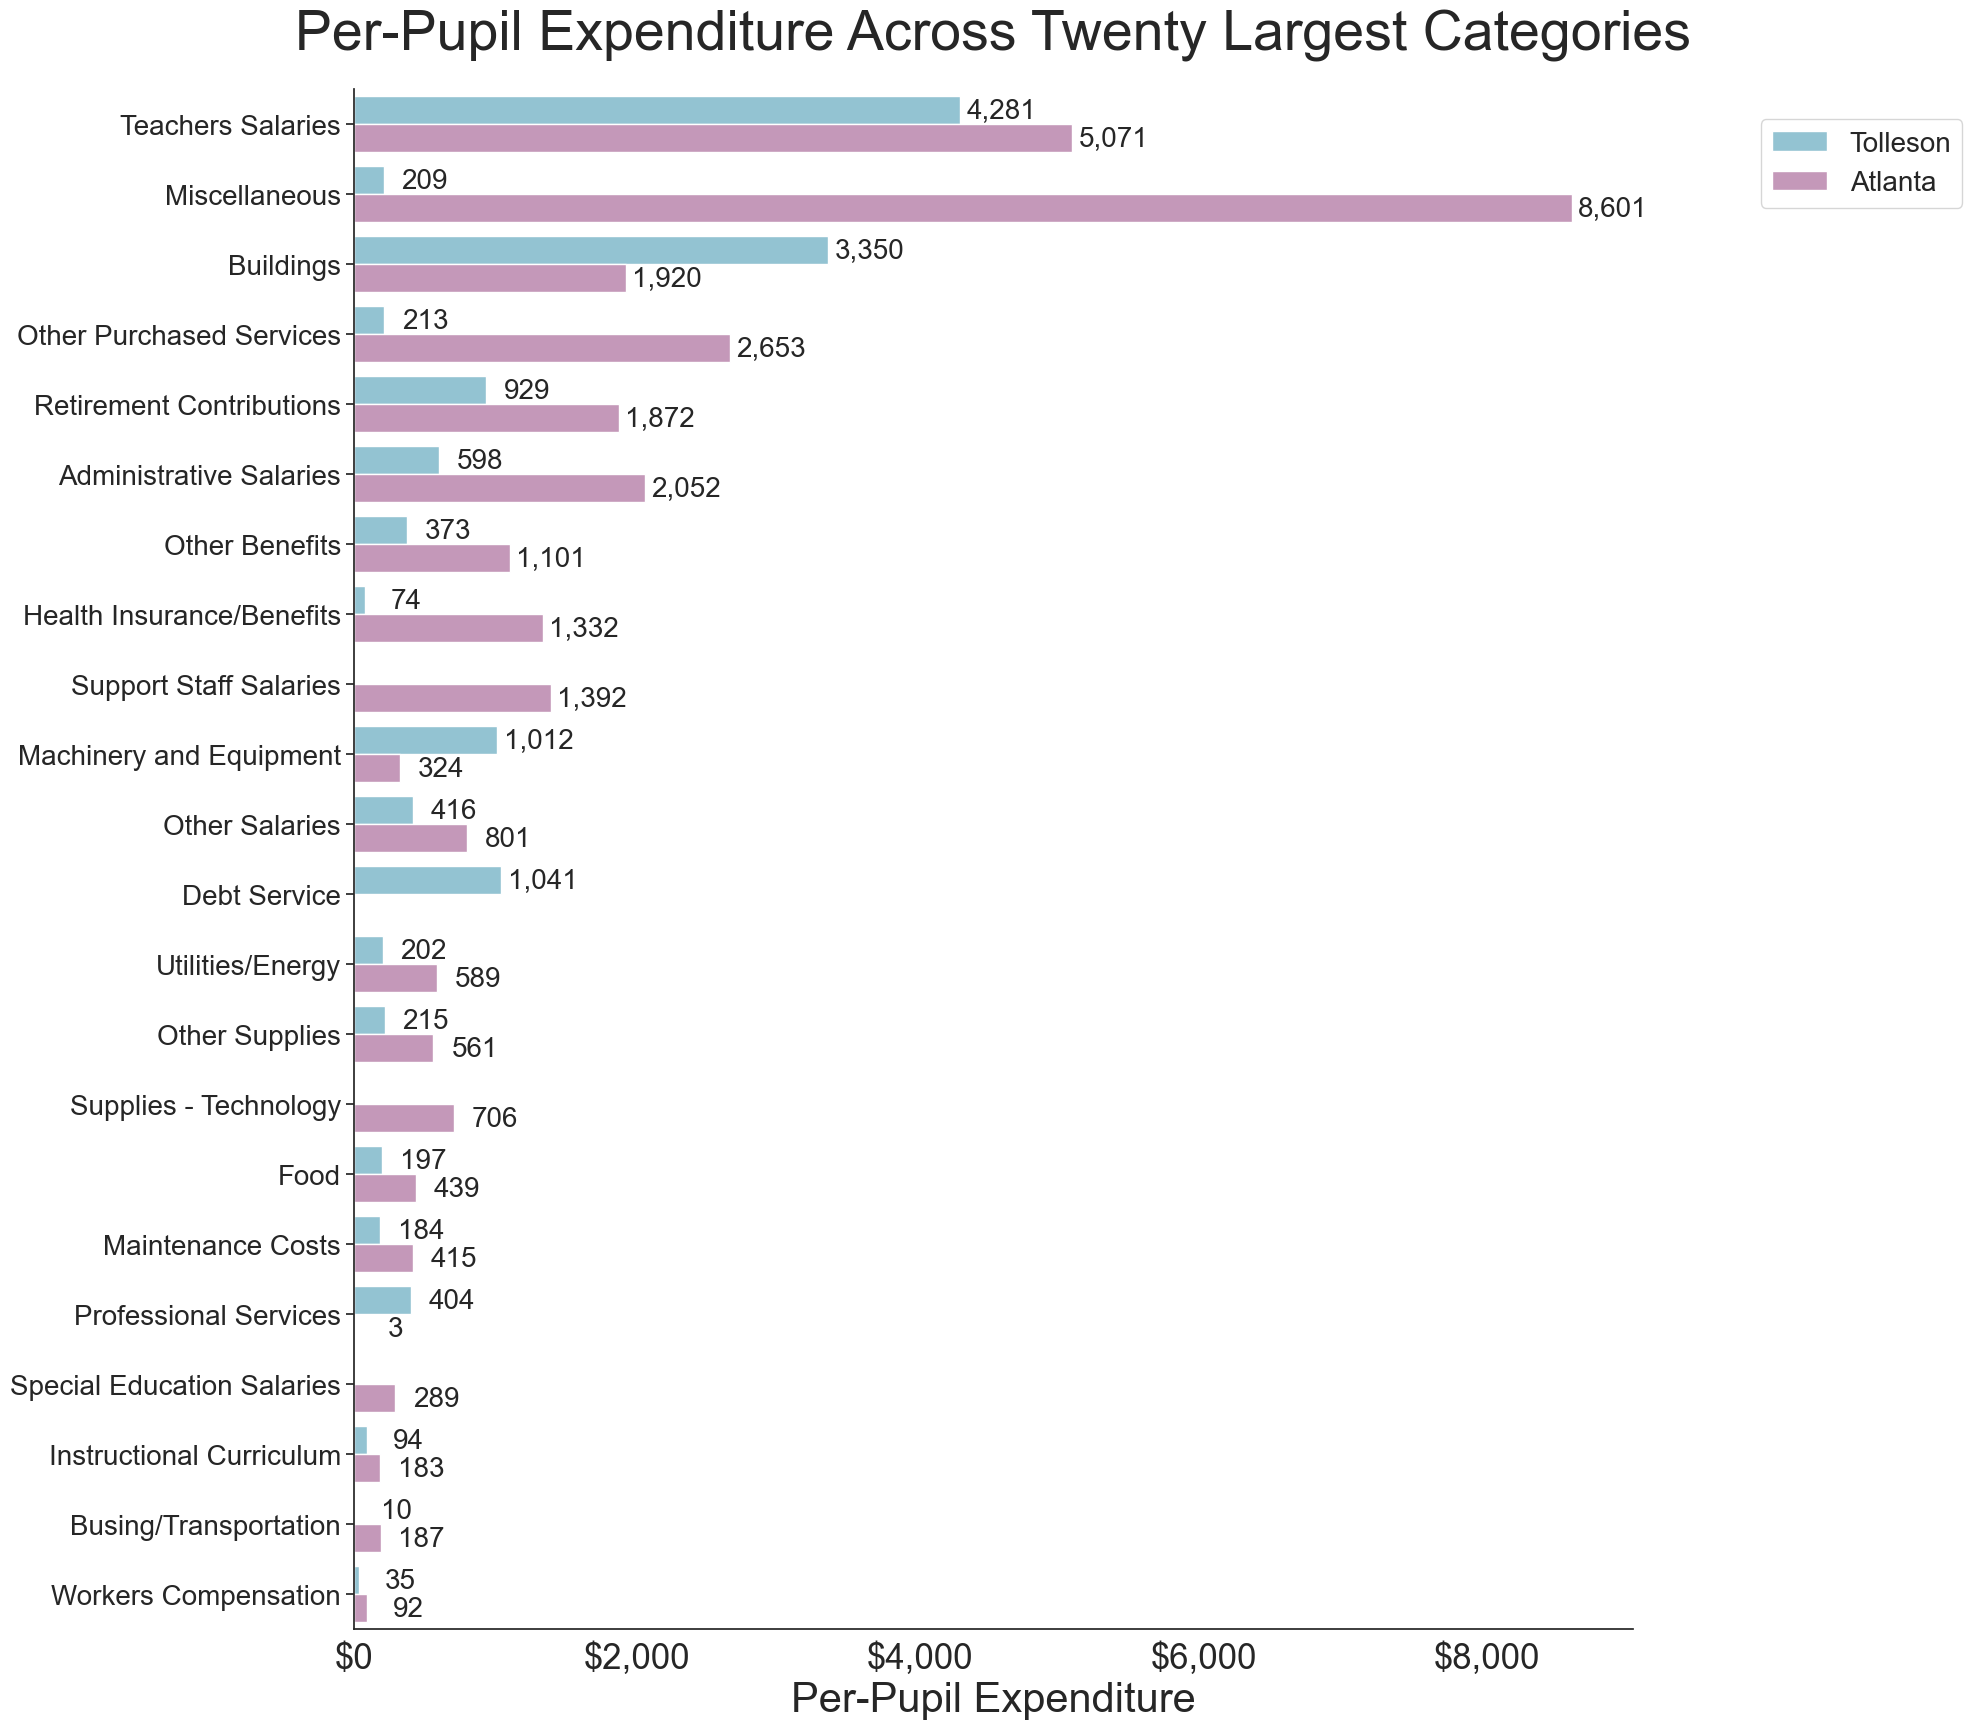 Per-Pupil Expenditure Across Twenty Largest Categories
Tolleson
Atlanta
Teachers Salaries
4,281
5,071
Miscellaneous
209
8,601
Buildings
3,350
1,920
Other Purchased Services
213
2,653
Retirement Contributions
929
1,872
Administrative Salaries
598
2,052
Other Benefits
373
1,101
Health Insurance/Benefits
74
1,332
Support Staff Salaries
1,392
Machinery and Equipment
1,012
324
Other Salaries
416
801
Debt Service
1,041
Utilities/Energy
202
589
Other Supplies
215
561
Supplies - Technology
706
Food
197
439
Maintenance Costs
184
415
Professional Services
404
3
Special Education Salaries
289
Instructional Curriculum
94
183
Busing/Transportation
10
187
Workers Compensation
35
92
$0 $2,000 $4,000 $6,000 $8,000
Per-Pupil Expenditure